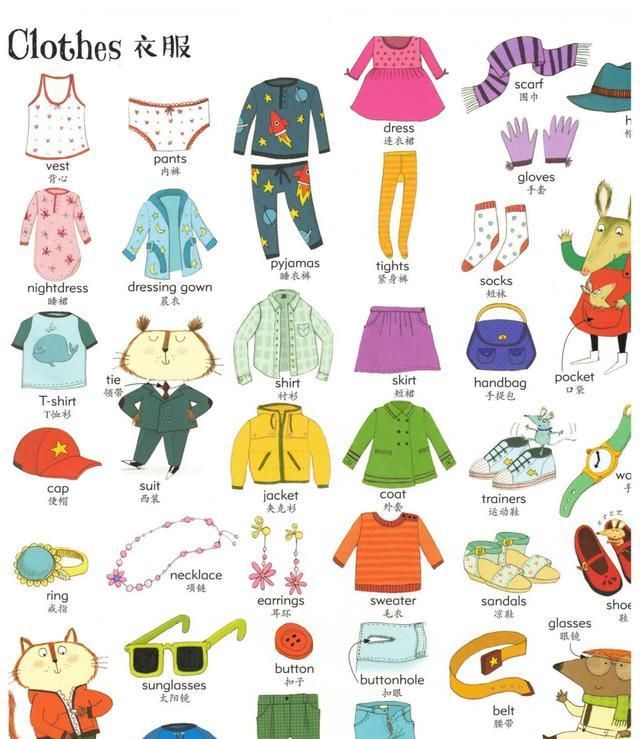 Clothes 衣服
vest
背心
pants
内裤
pyjamas
睡衣裤
dress
连衣裙
scarf
围巾
gloves
手套
nightdress
睡裙
dressing gown
晨衣
tights
紧身裤
socks
短袜
T-shirt
T恤衫
tie
领带
shirt
衬衫
skirt
短裙
handbag
手提包
pocket
口袋
cap
便帽
suit
西装
jacket
夹克衫
coat
外套
trainers
运动鞋
wa
手
ring
戒指
necklace
项链
earrings
耳环
sweater
毛衣
sandals
凉鞋
shoe
鞋
sunglasses
太阳镜
button
扣子
buttonhole
扣眼
belt
腰带
glasses
眼镜